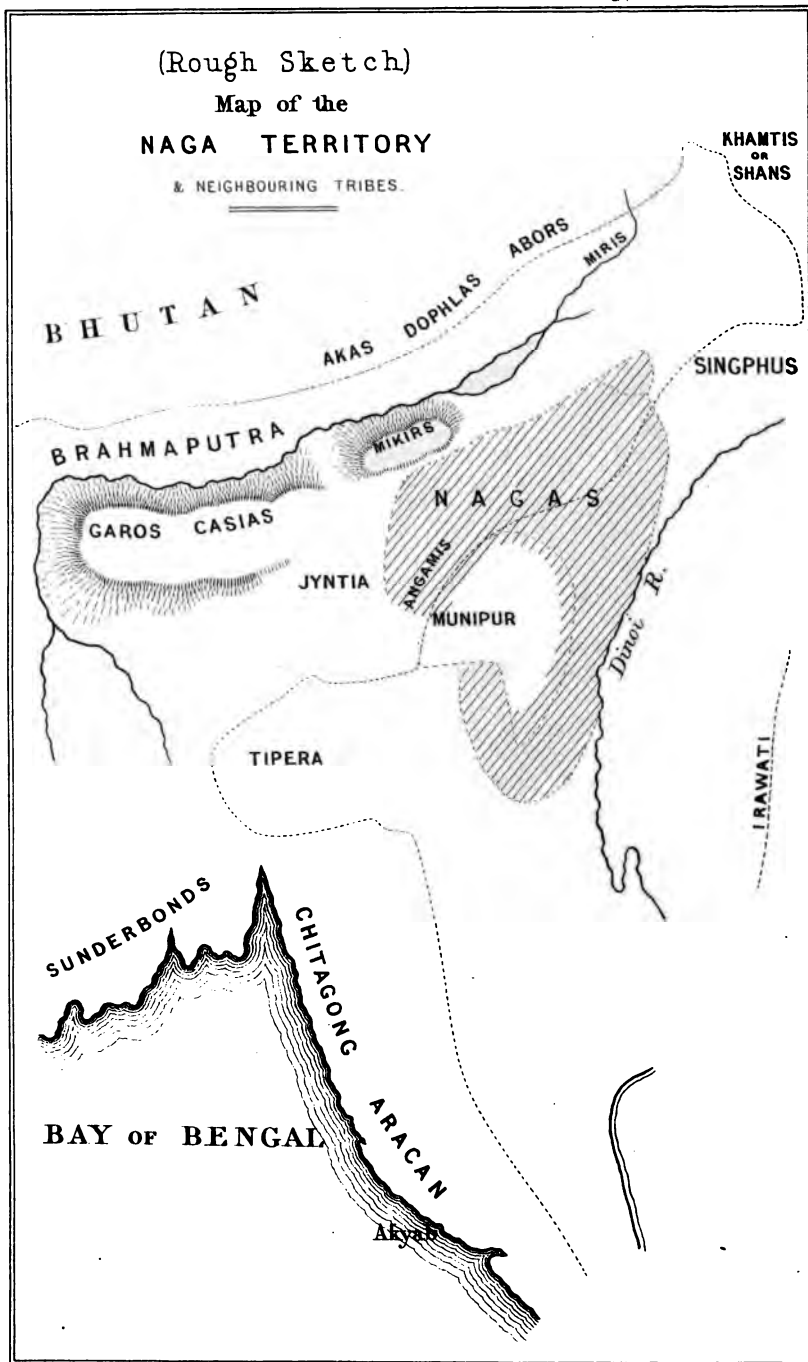 (Rough Sketch)
Map of the
NAGA TERRITORY
& NEIGHBOURING TRIBES.
KHAMTIS
OR
SHANS
BHUTAN
AKAS DOPHLAS ABORS
MIRIS
SINGPHUS
BRAHMAPUTRA
MIKIRS
NAGAS
GAROS CASIAS
JYNTIA
ANGAMIS
MUNIPUR
Dinoi R.
TIPERA
IRAWATI
SUNDERBONDS
CHITAGONG
ARACAN
BAY OF BENGAL
Akyab